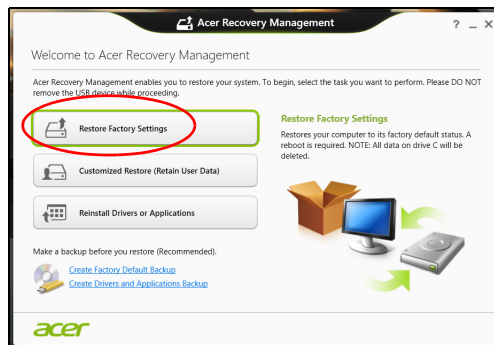 Acer Recovery Management
? _ X
Welcome to Acer Recovery Management
Acer Recovery Management enables you to restore your system. To begin, select the task you want to perform. Please DO NOT
remove the USB device while proceeding.
Restore Factory Settings
Customized Restore (Retain User Data)
Reinstall Drivers or Applications
Restore Factory Settings
Restores your computer to its factory default status. A
reboot is required. NOTE: All data on drive C will be
deleted.
Make a backup before you restore (Recommended).
Create Factory Default Backup
Create Drivers and Applications Backup
acer